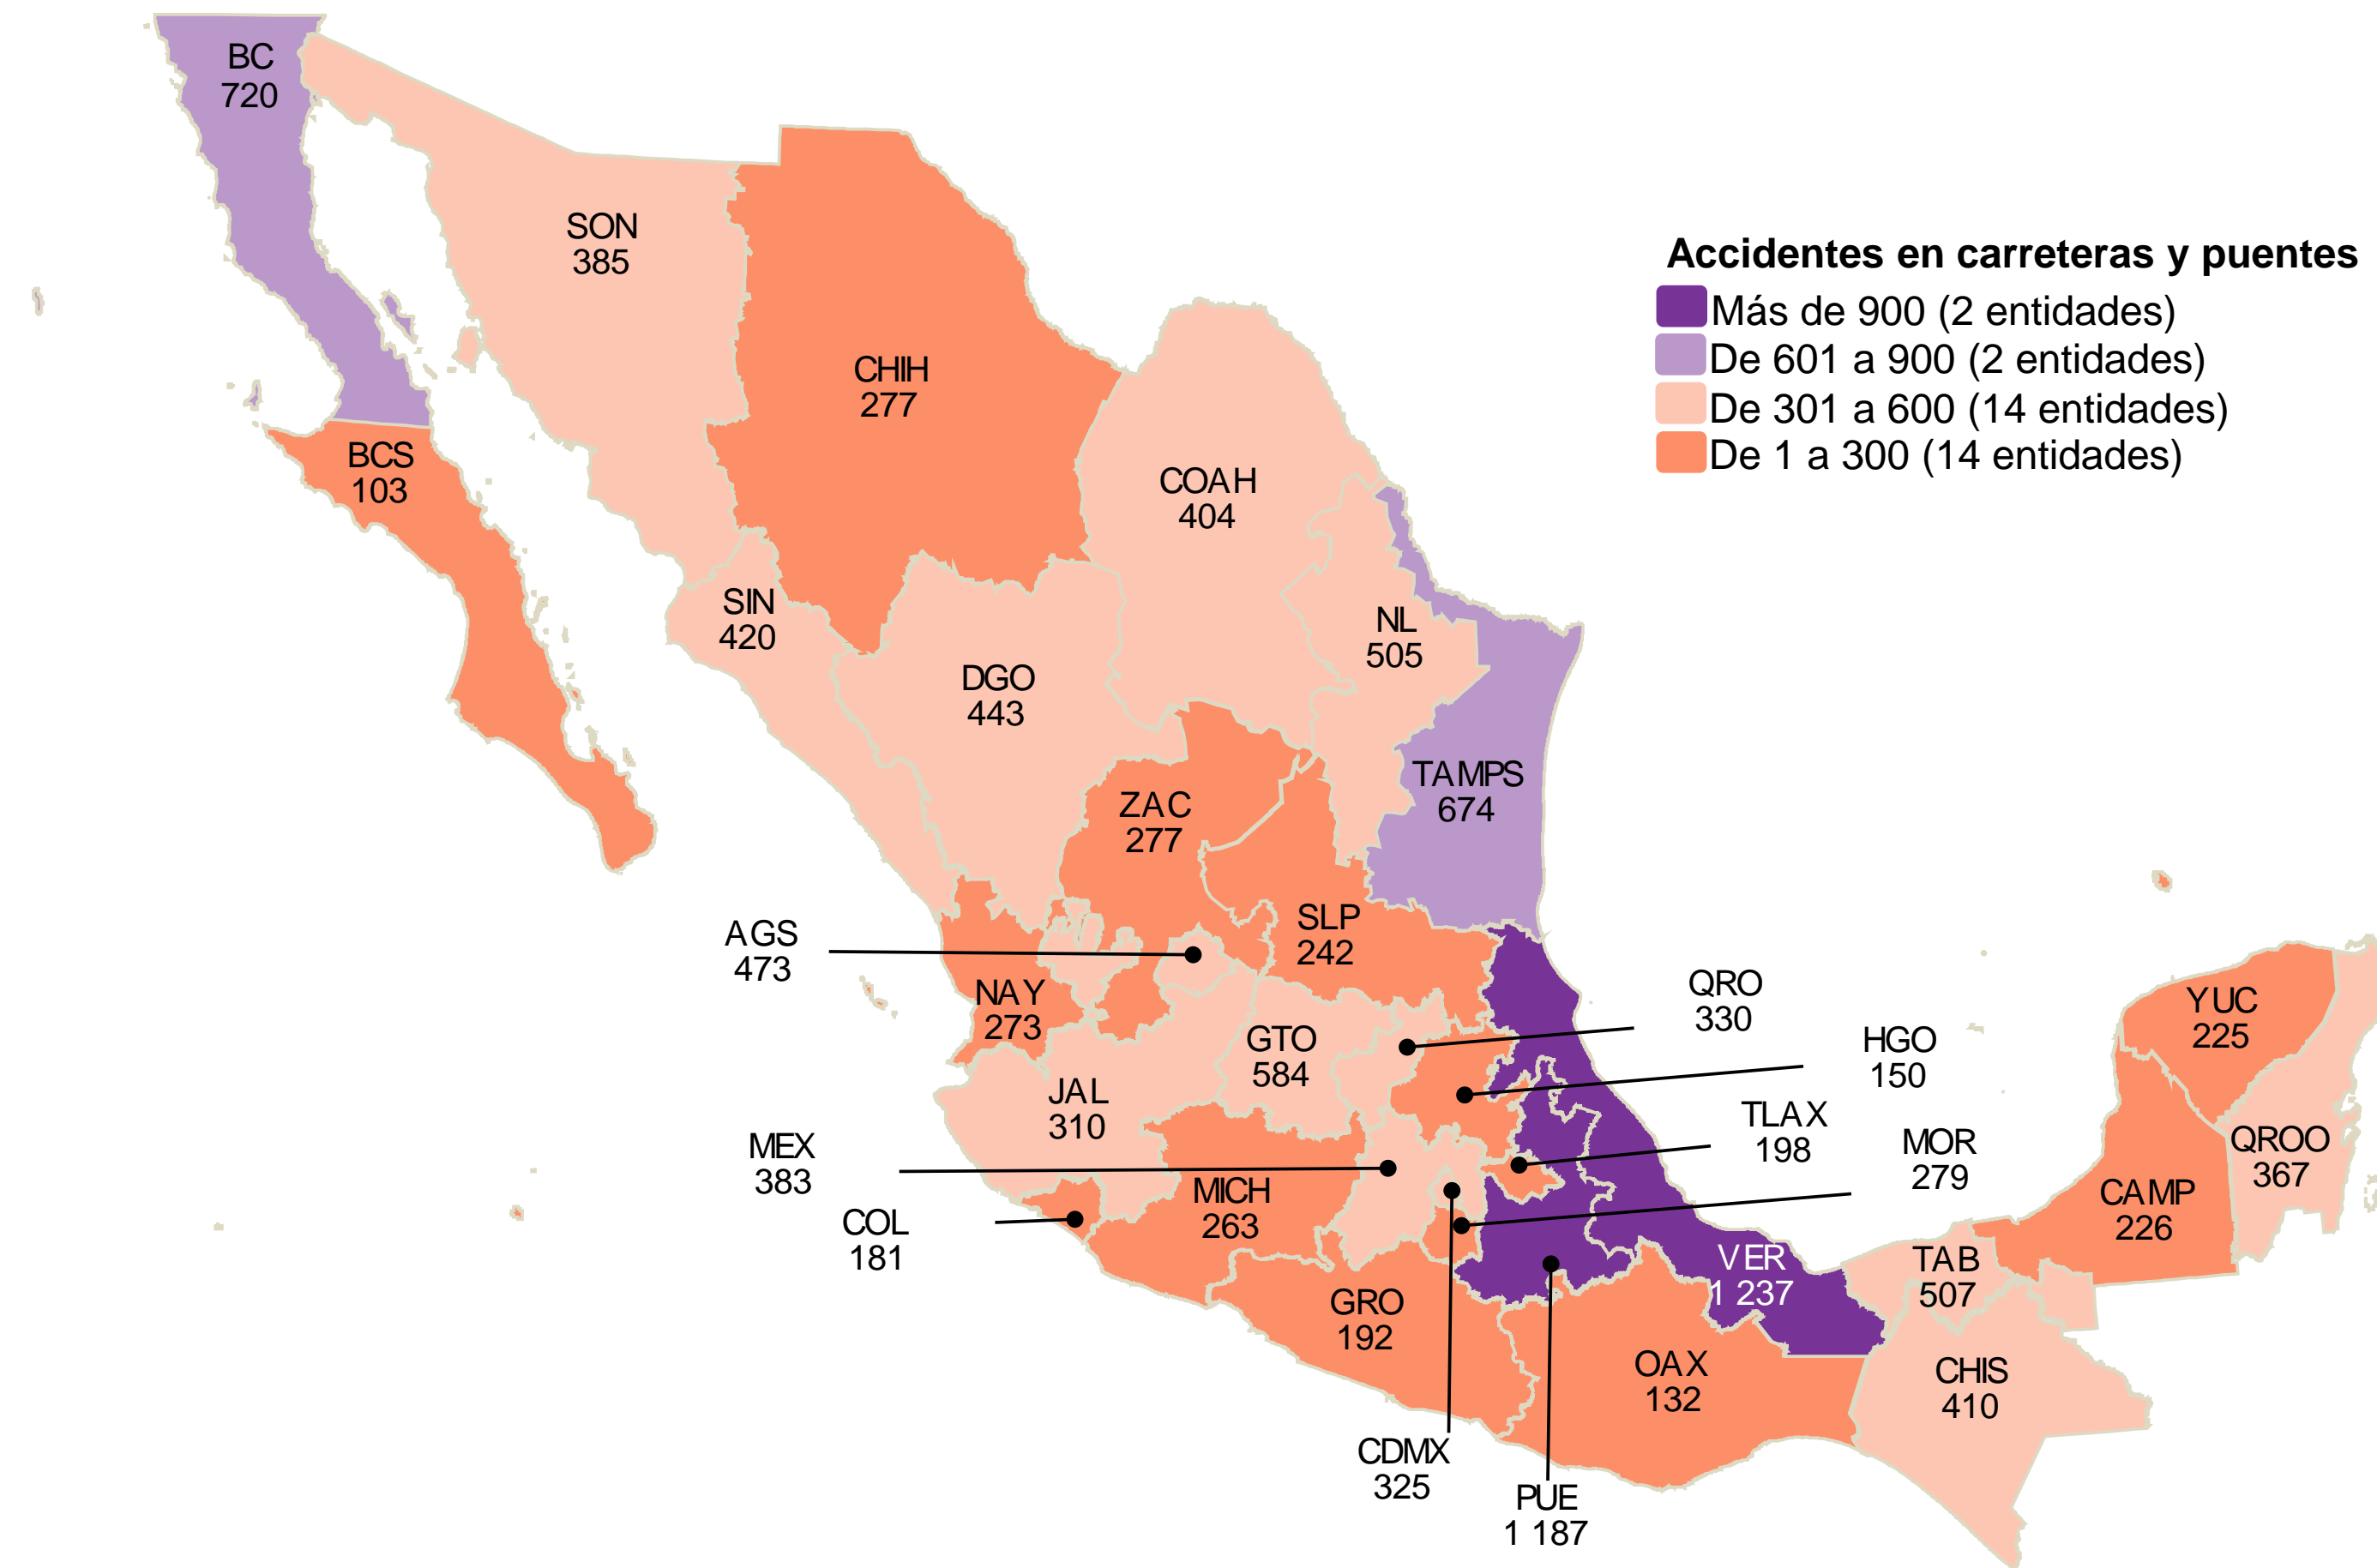 BC
720
SON
385
Accidentes en carreteras y puentes
Más de 900 (2 entidades)
De 601 a 900 (2 entidades)
De 301 a 600 (14 entidades)
De 1 a 300 (14 entidades)
CHIH
277
BCS
103
COAH
404
SIN
420
NL
505
DGO
443
TAMPS
674
ZAC
277
SLP
242
AGS
473
NAY
273
QRO
330
YUC
225
GTO
584
HGO
150
JAL
310
TLAX
198
MEX
383
MOR
279
QROO
367
MICH
263
CAMP
226
COL
181
VER
1 237
TAB
507
GRO
192
OAX
132
CHIS
410
CDMX
325
PUE
1 187